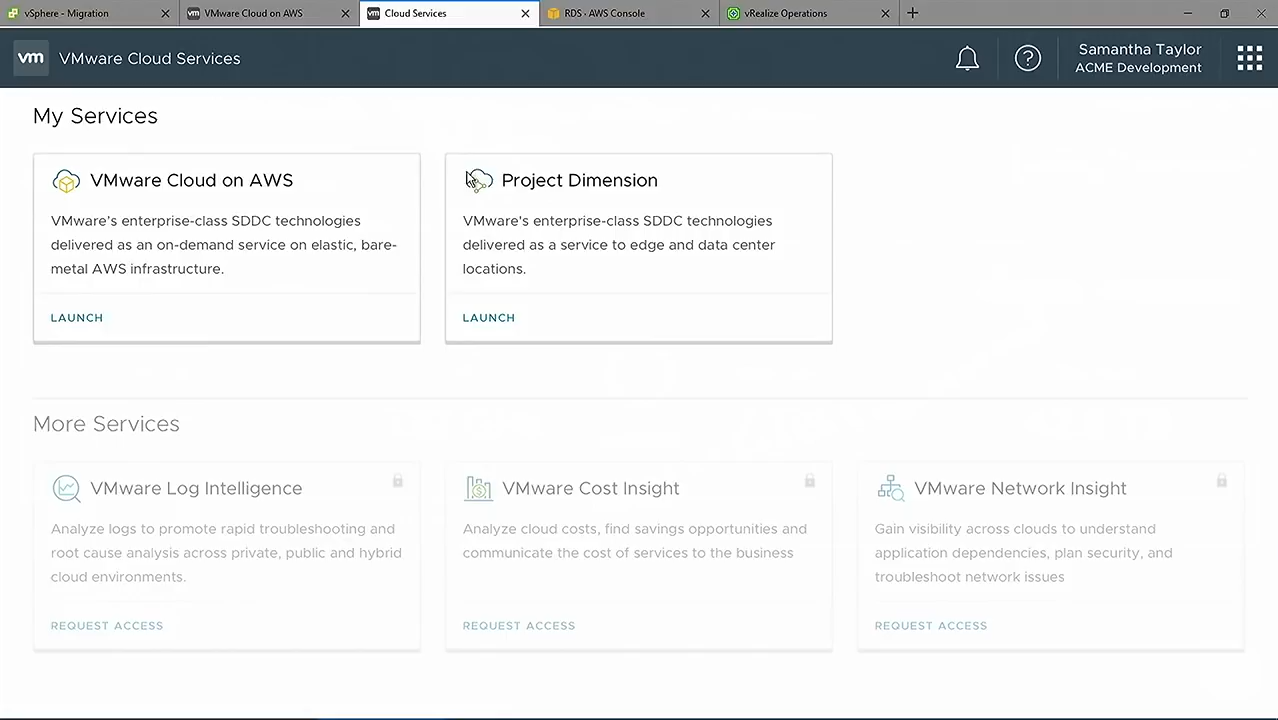 vSphere - Migration
VMware Cloud on AWS
Cloud Services
RDS · AWS Console
vRealize Operations
vm
VMware Cloud Services
Samantha Taylor
ACME Development
My Services
VMware Cloud on AWS
VMware's enterprise-class SDDC technologies
delivered as an on-demand service on elastic, bare-
metal AWS infrastructure.
LAUNCH
Project Dimension
VMware's enterprise-class SDDC technologies
delivered as a service to edge and data center
locations.
LAUNCH
More Services
VMware Log Intelligence
Analyze logs to promote rapid troubleshooting and
root cause analysis across private, public and hybrid
cloud environments.
REQUEST ACCESS
VMware Cost Insight
Analyze cloud costs, find savings opportunities and
communicate the cost of services to the business
REQUEST ACCESS
VMware Network Insight
Gain visibility across clouds to understand
application dependencies, plan security, and
troubleshoot network issues
REQUEST ACCESS